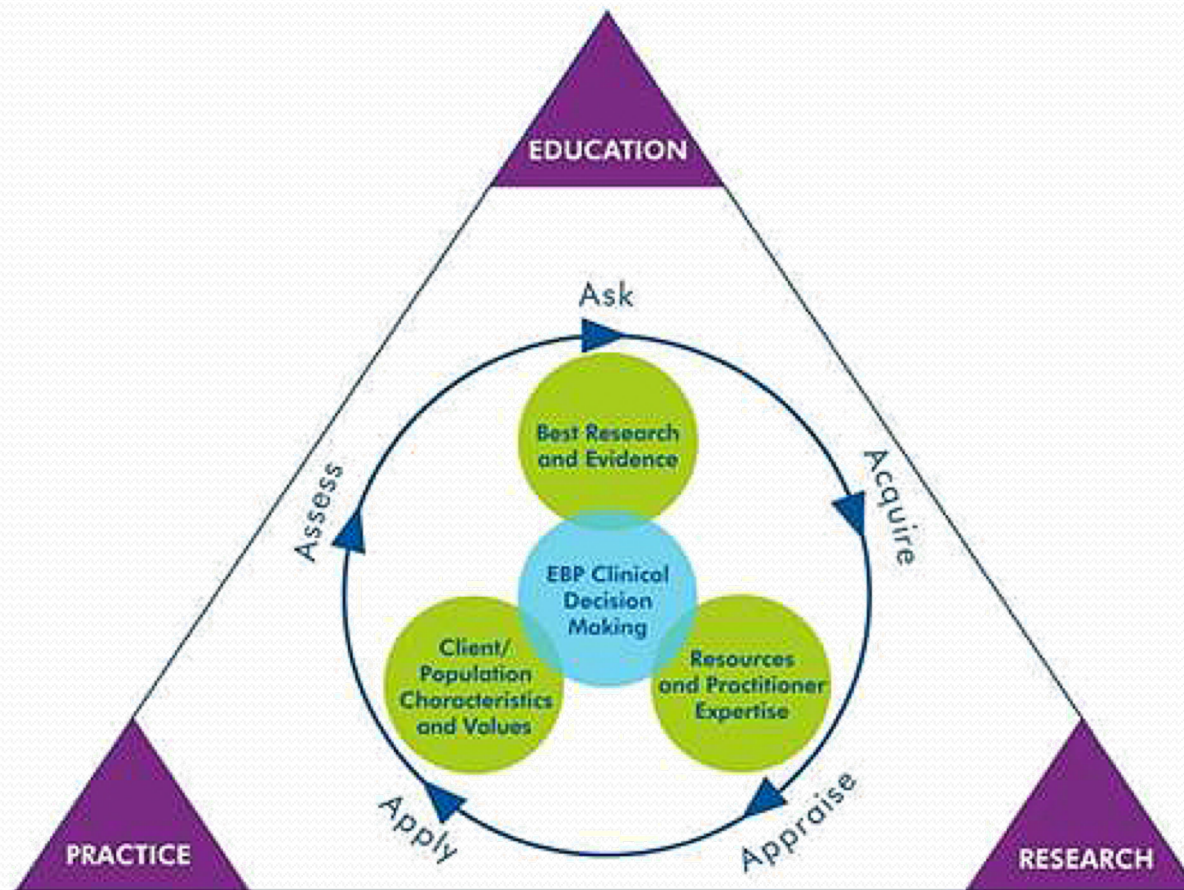 EDUCATION
Ask
Best Research
and Evidence
Acquire
Assess
EBP Clinical
Decision
Making
Client/
Population
Choracteristics
and Values
Resources
and Practitioner
Expertise
Apply
Appraise
PRACTICE
RESEARCH